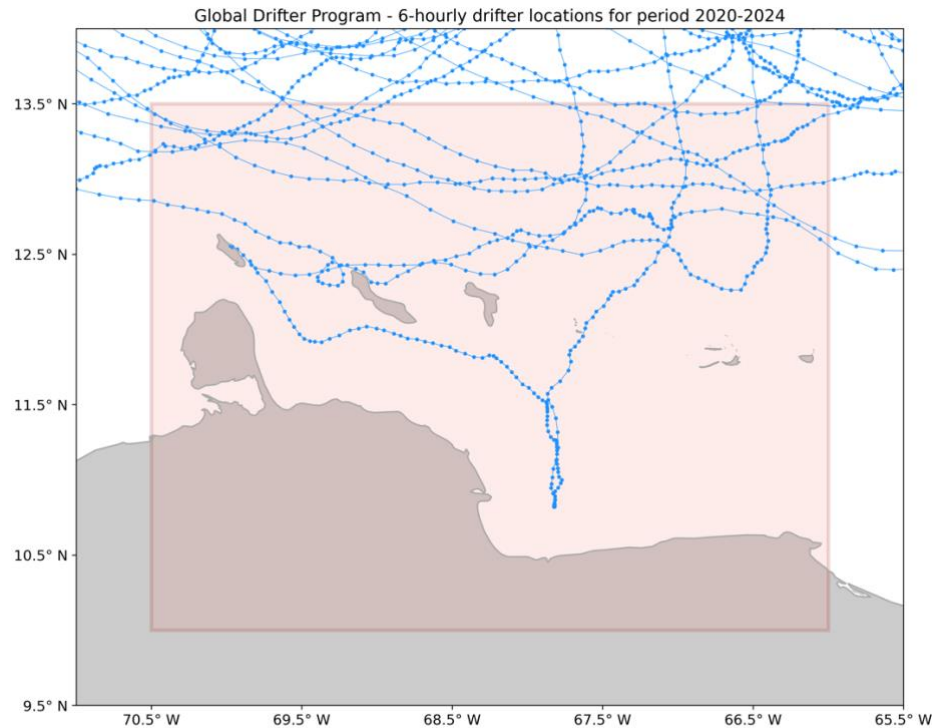 Global Drifter Program - 6-hourly drifter locations for period 2020-2024
13.5° N
12.5° N
11.5° N
10.5° N
9.5° N
70.5° W 69.5° W 68.5° W 67.5° W 66.5° W 65.5° W